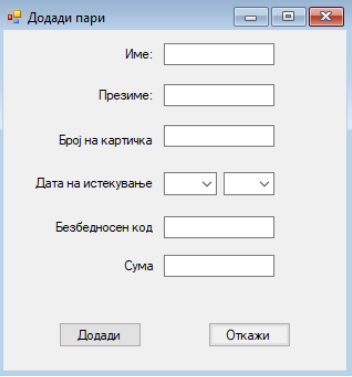 Додади пари
Име:
Презиме:
Број на картичка
Дата на истекување
Безбедносен код
Сума
Додади
Откажи